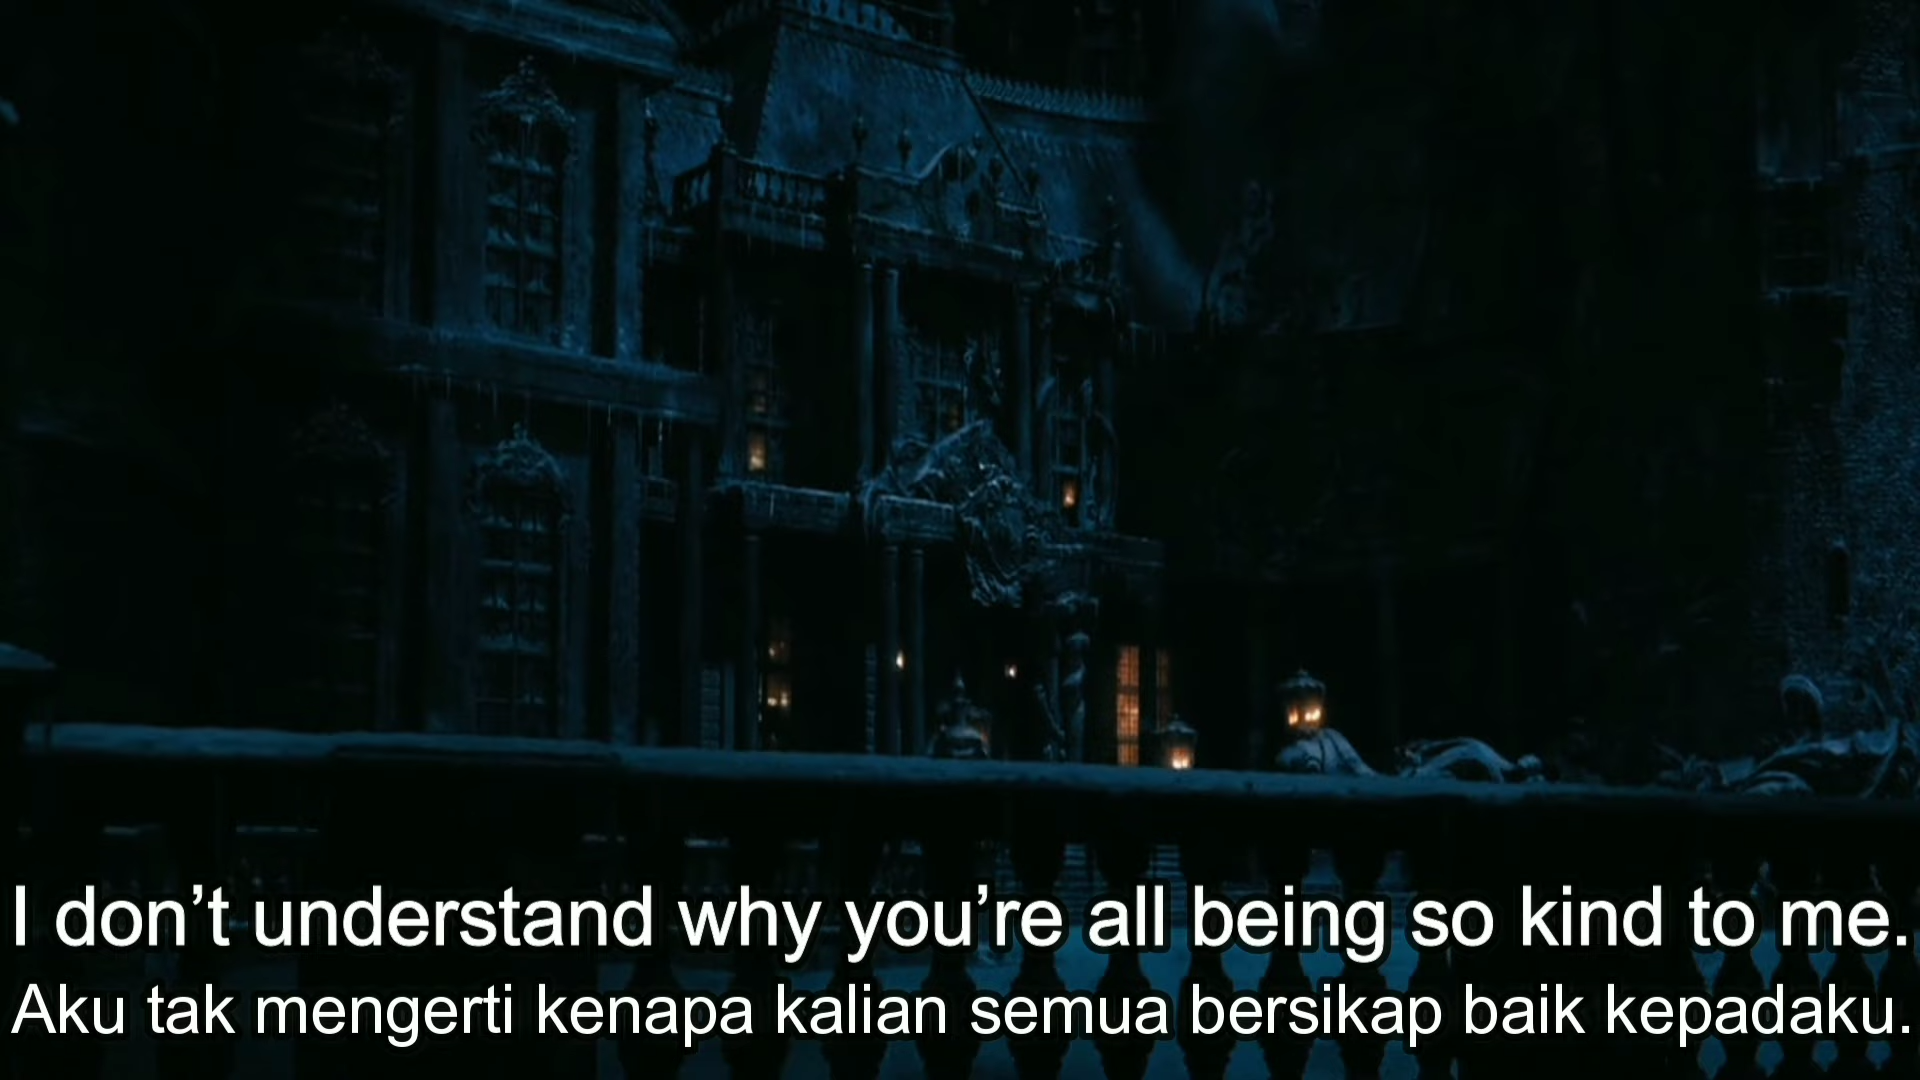 I don’t understand why you’re all being so kind to me.
Aku tak mengerti kenapa kalian semua bersikap baik kepadaku.